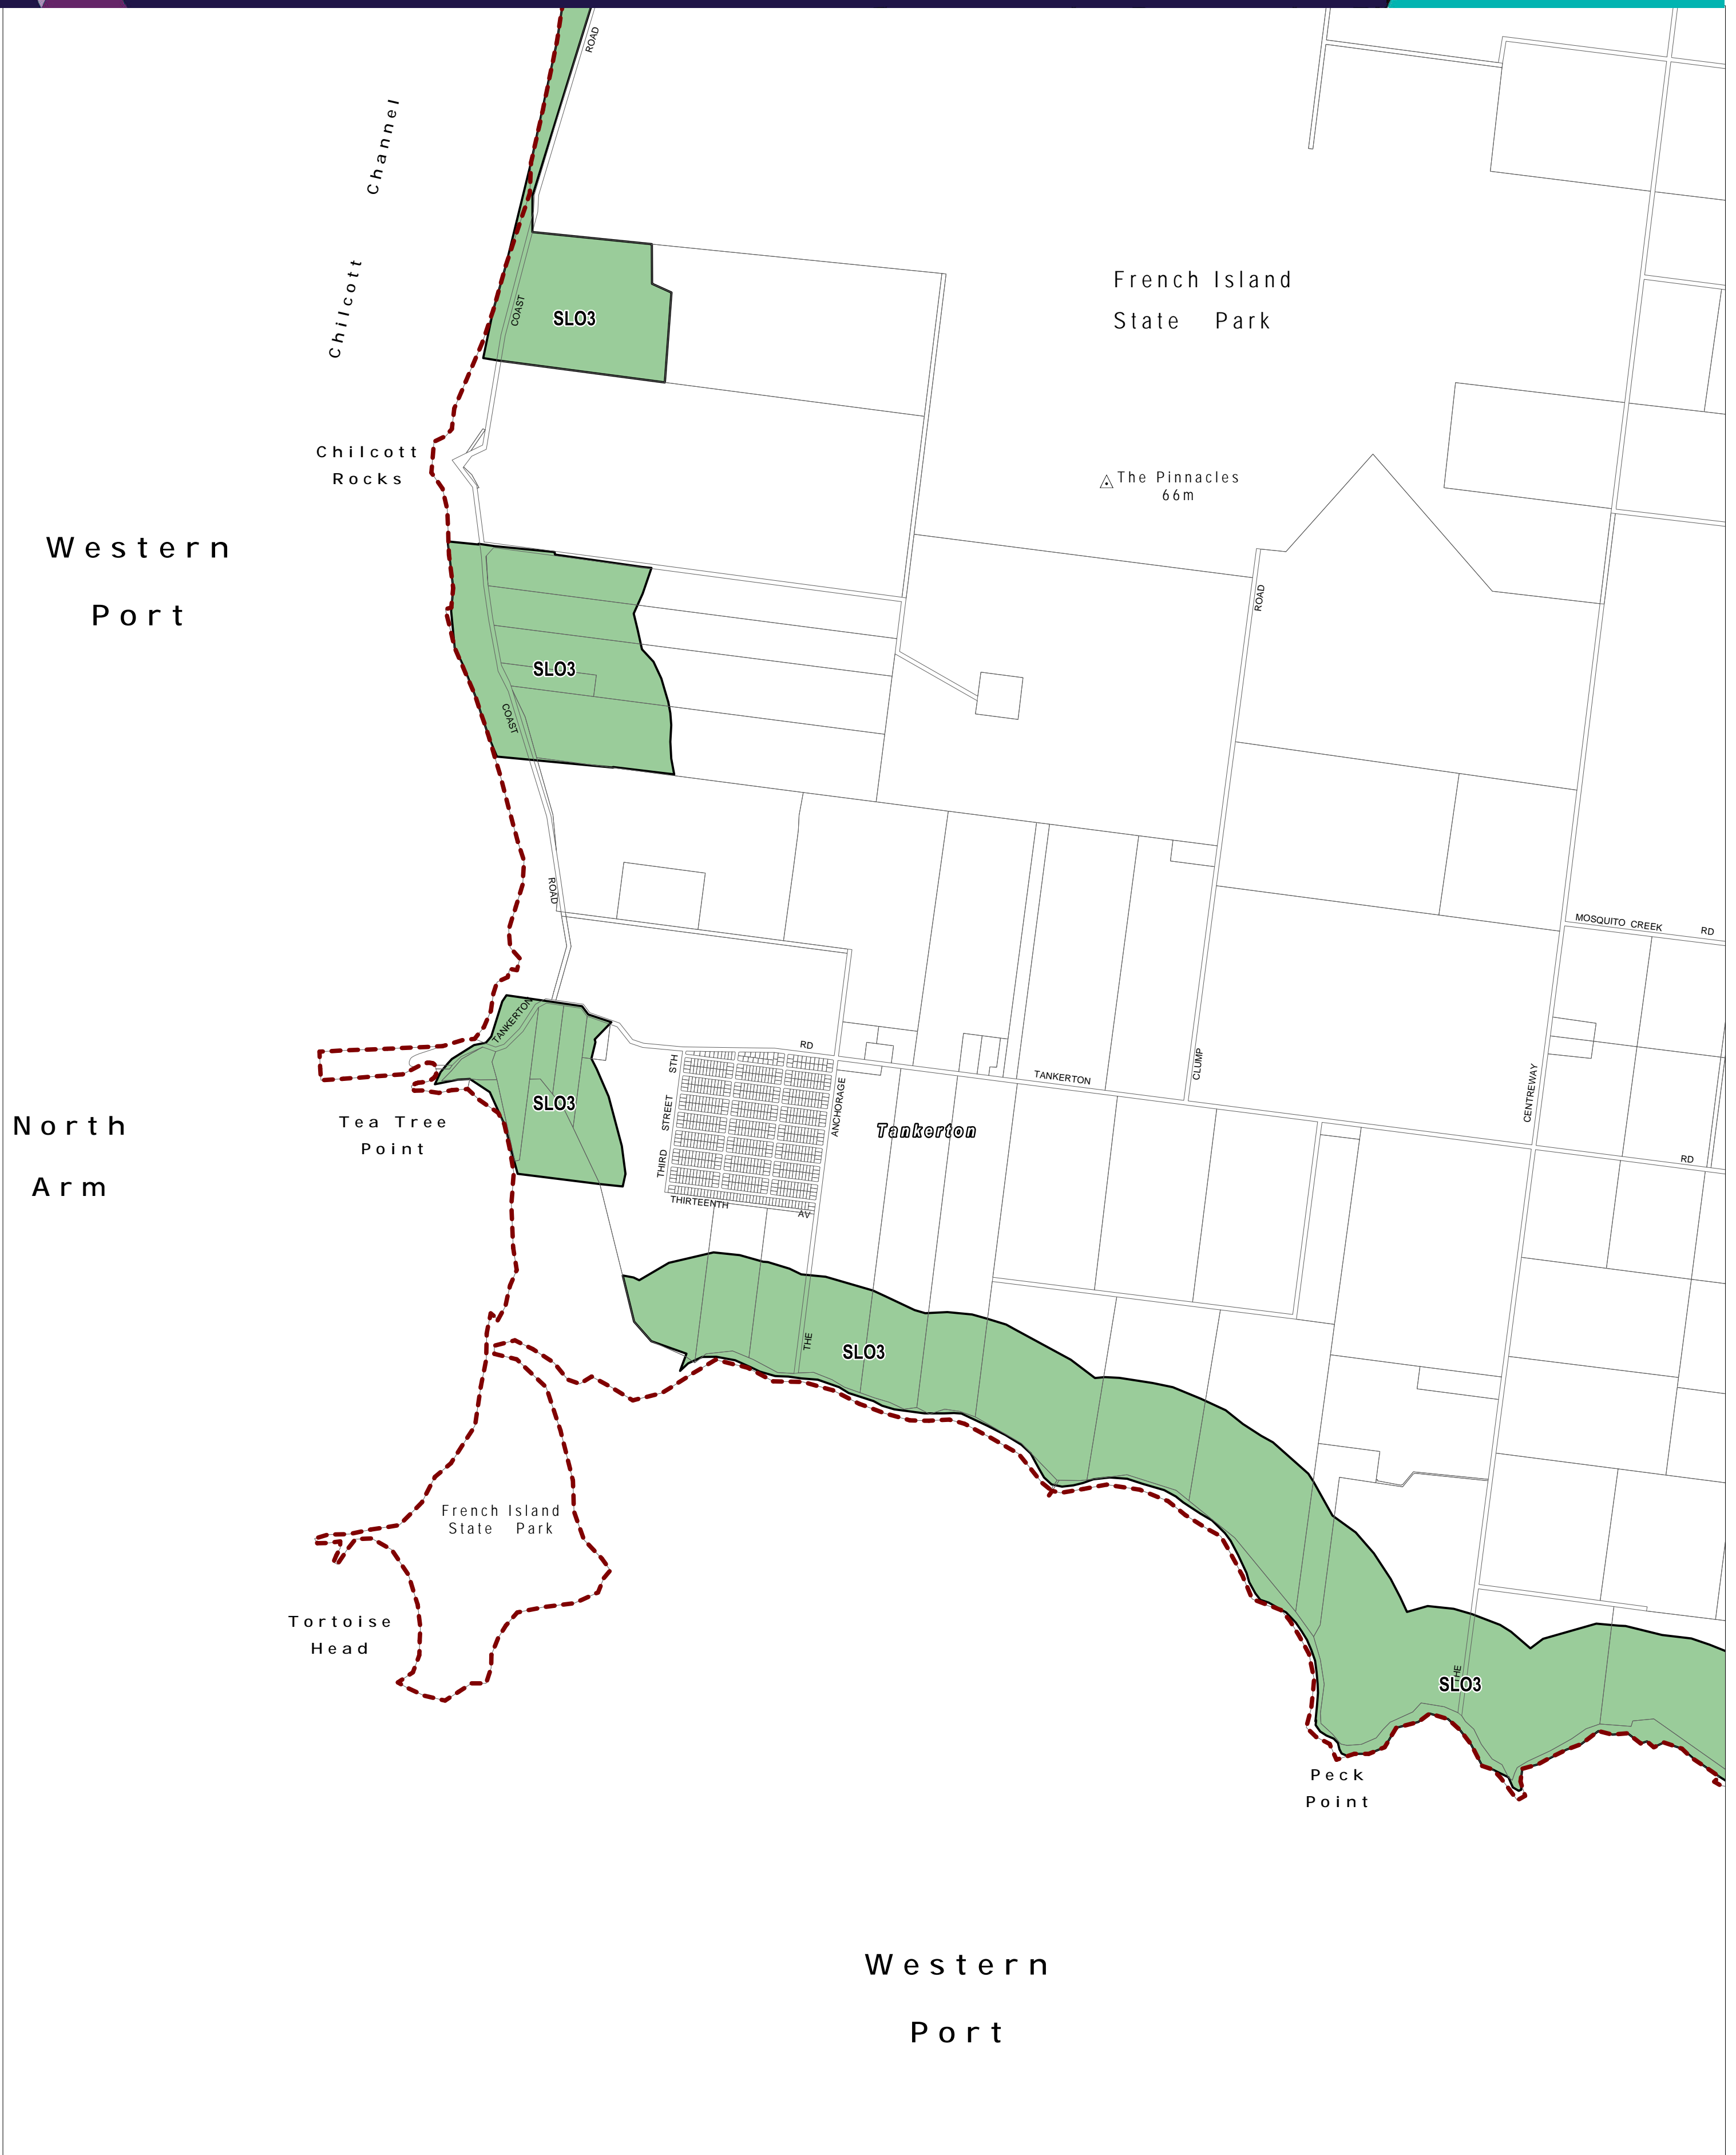 ROAD
Channel
Chilcott
French Island
State Park
COAST
SLO3
Chilcott
Rocks
The Pinnacles
66m
Western
Port
ROAD
SLO3
COAST
ROAD
MOSQUITO CREEK RD
TANKERTON
RD
STH
TANKERTON
CLUMP
CENTREWAY
SLO3
STREET
ANCHORAGE
Tea Tree
Point
North
Arm
Tankerton
THIRD
RD
THIRTEENTH AV
THE
SLO3
French Island
State Park
Tortoise
Head
THE
SLO3
Peck
Point
Western
Port